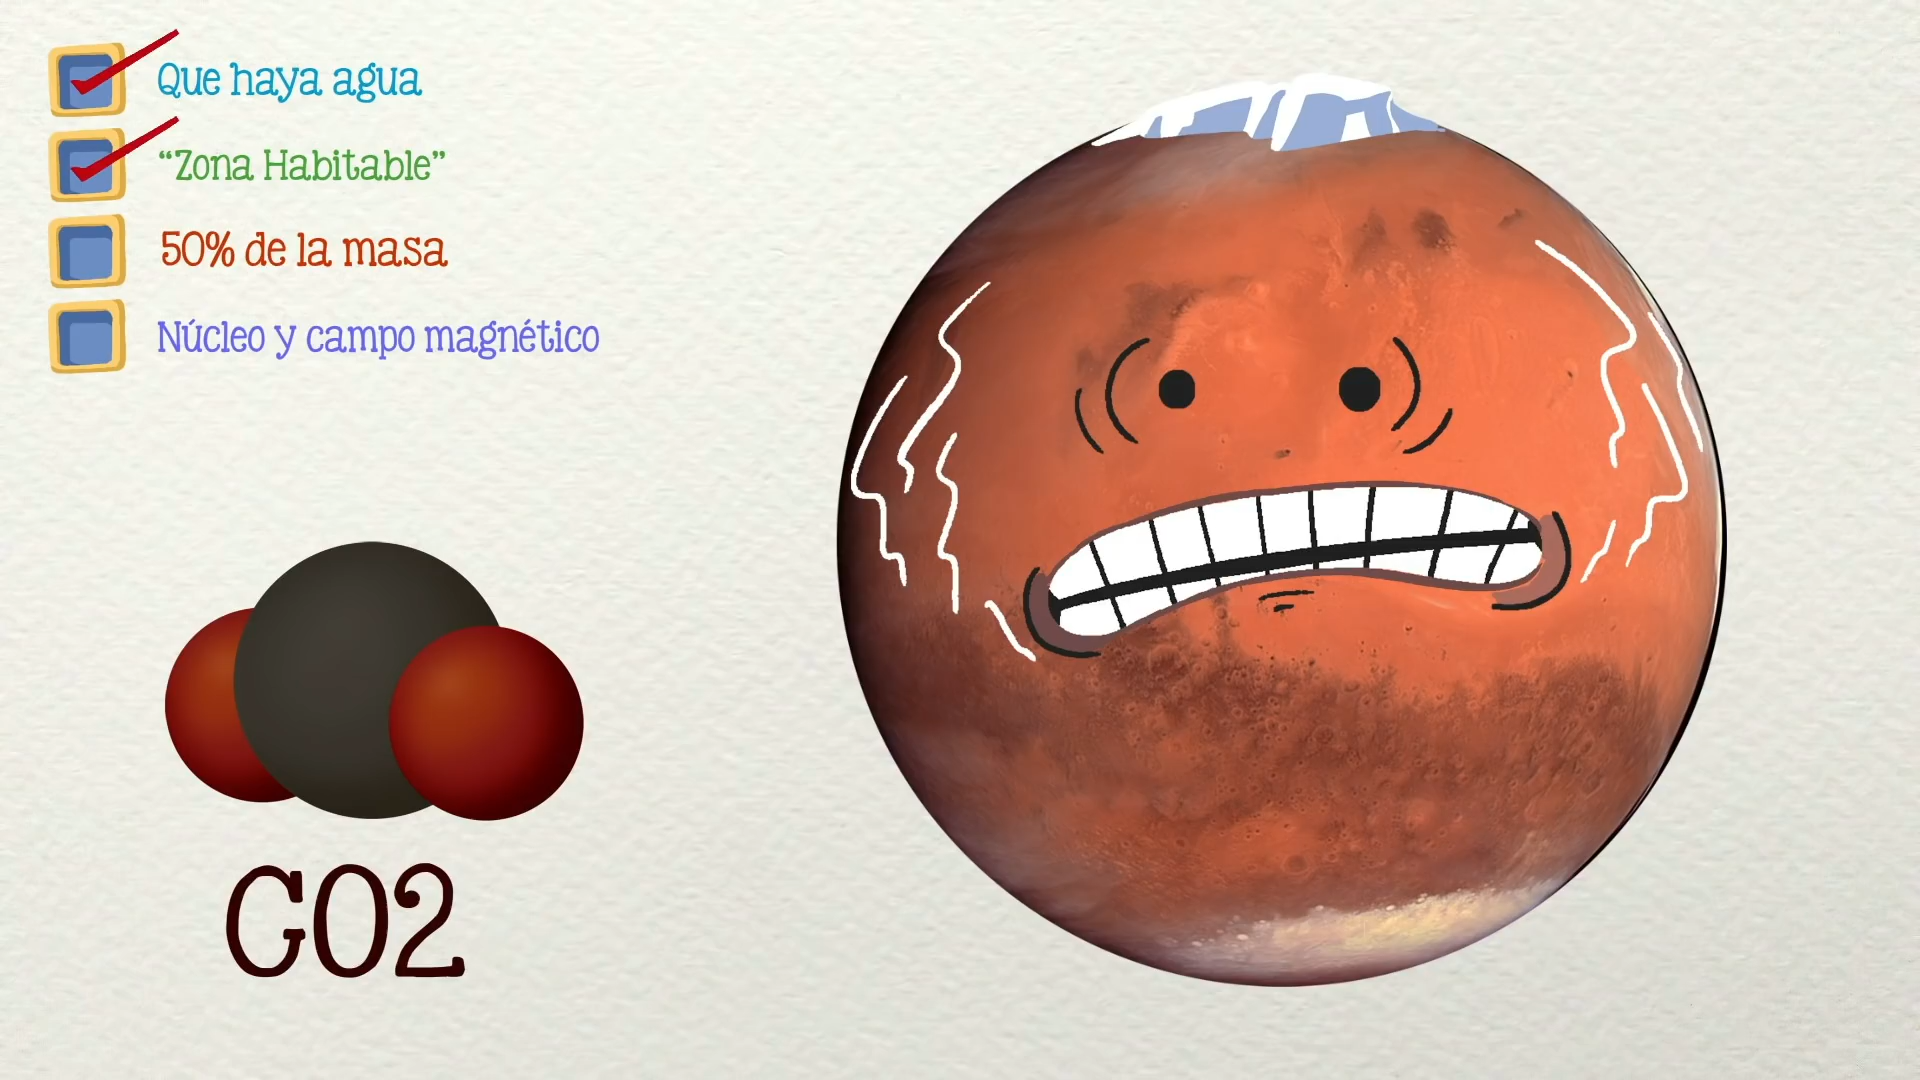 Que haya agua
“Zona Habitable”
50% de la masa
Núcleo y campo magnético
CO2